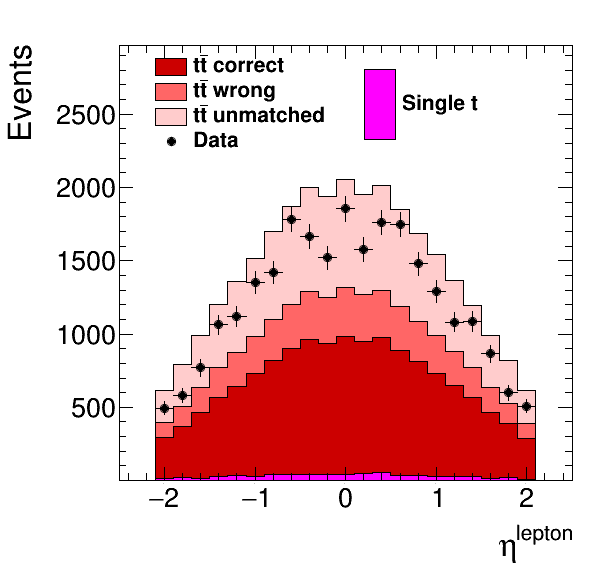 Events
tt̄ correct
tt̄ wrong
tt̄ unmatched
Data
Single t
2500
2000
1500
1000
500
−2 −1 0 1 2
η^lepton